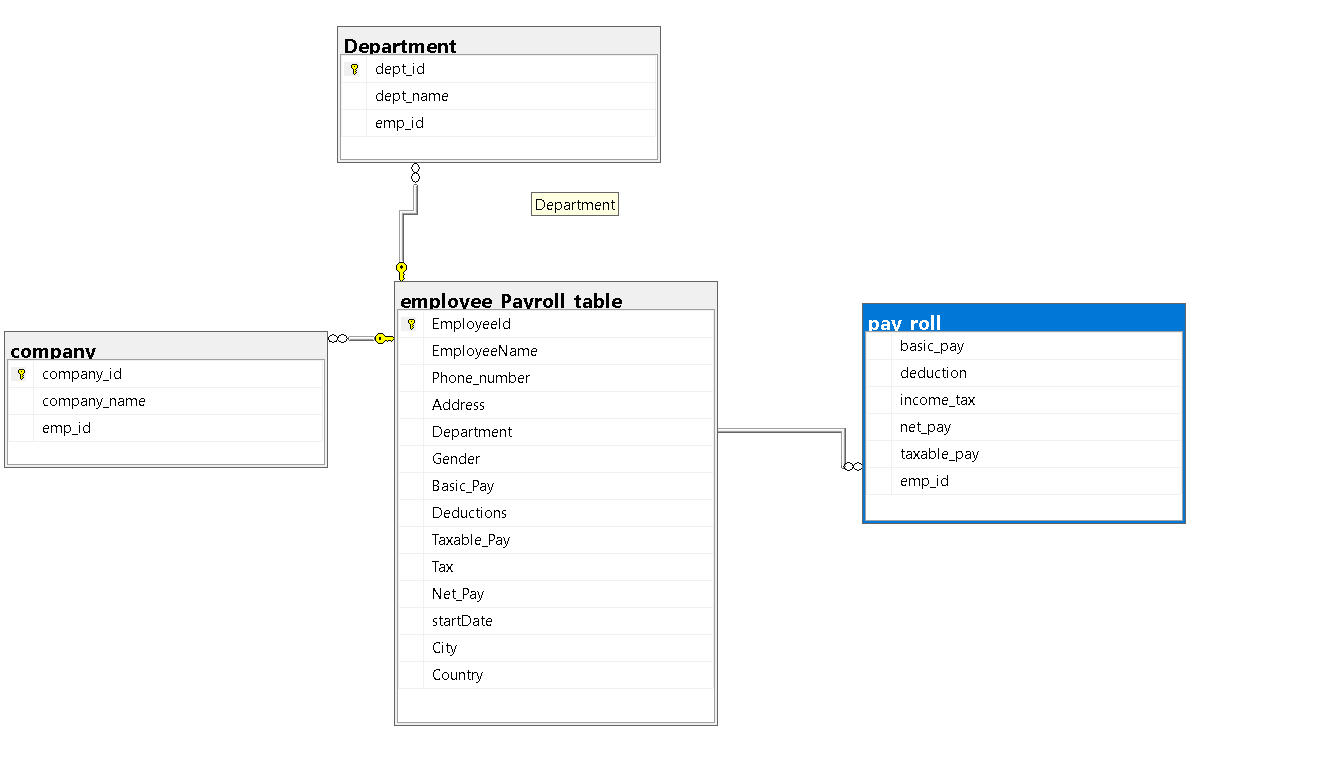 Department
dept_id
dept_name
emp_id
Department
employee_Payroll_table
EmployeeId
EmployeeName
Phone_number
Address
Department
Gender
Basic_Pay
Deductions
Taxable_Pay
Tax
Net_Pay
startDate
City
Country
company
company_id
company_name
emp_id
pay_roll
basic_pay
deduction
income_tax
net_pay
taxable_pay
emp_id